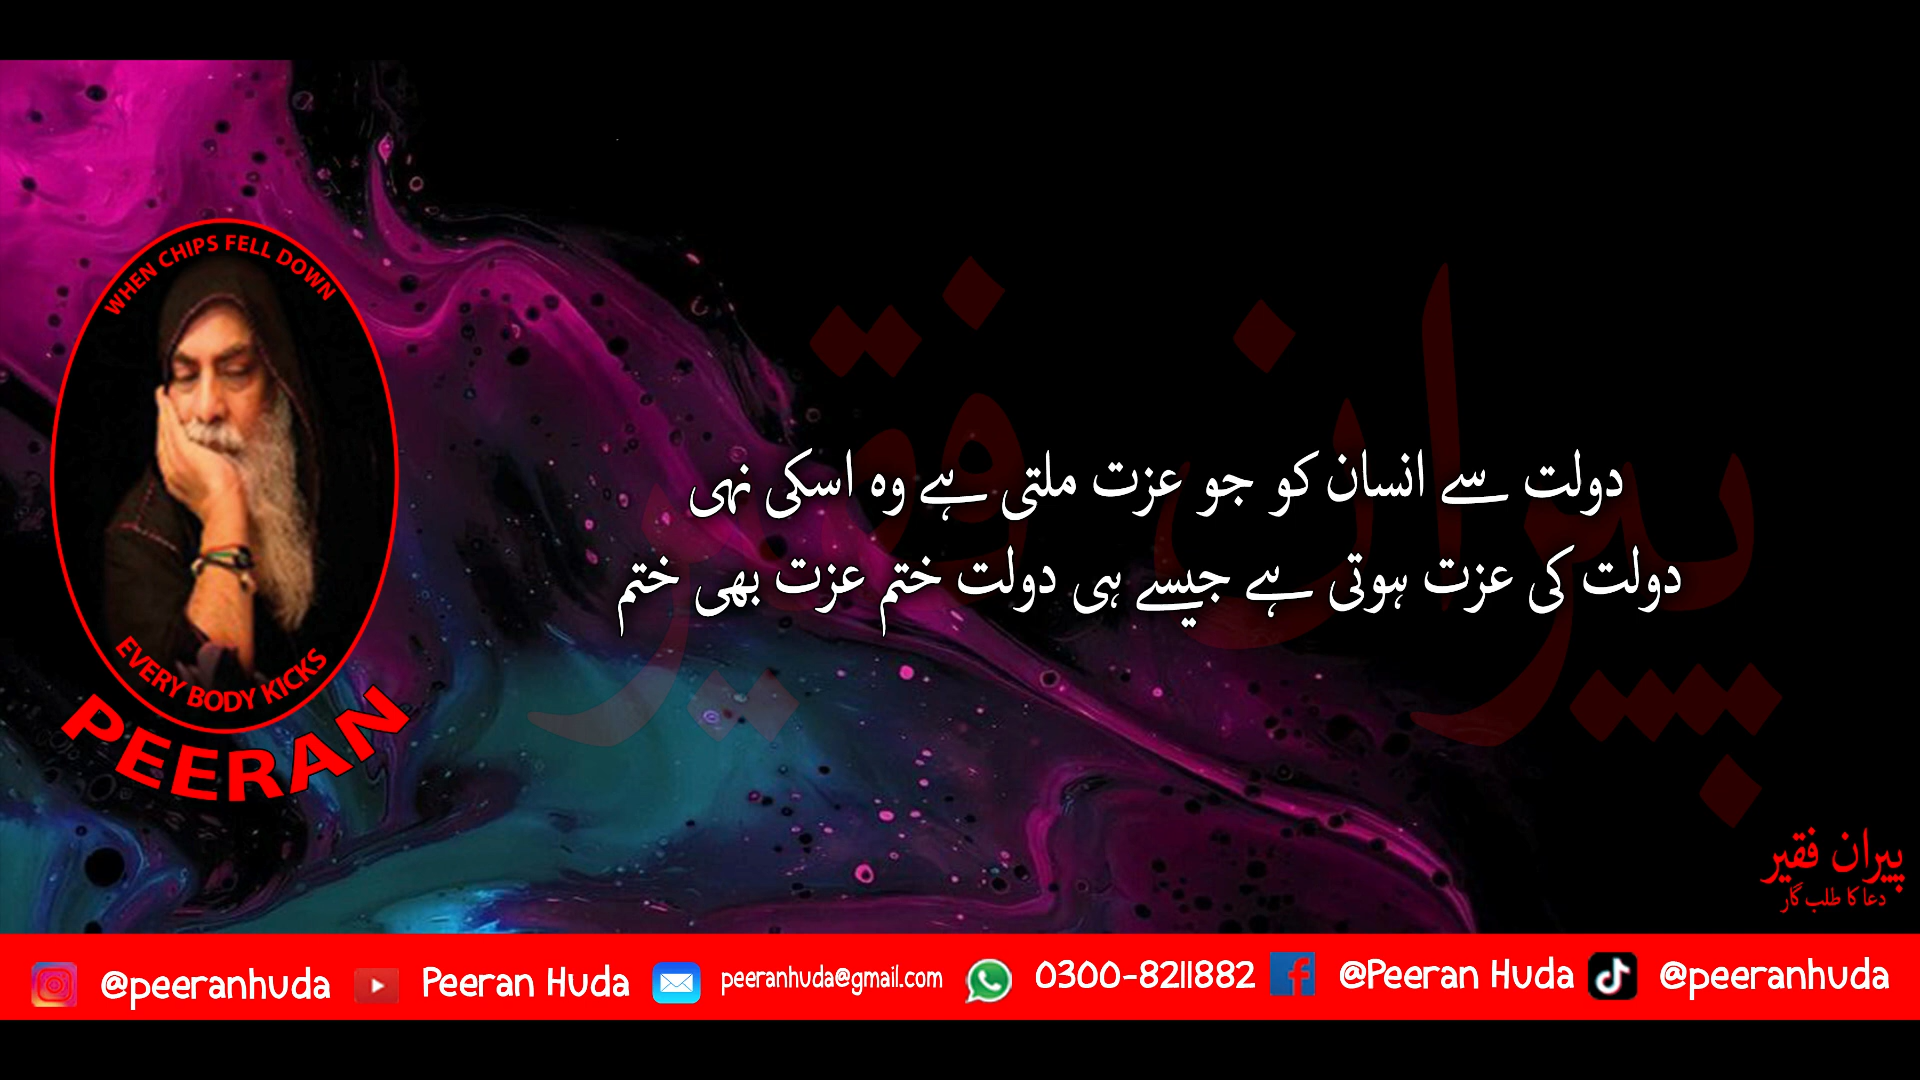 WHEN CHIPS FELL DOWN
EVERY BODY KICKS
PEERAN
پیران فقیر
دولت سے انسان کو جو عزت ملتی ہے وہ اسکی نہی
دولت کی عزت ہوتی ہے جیسے ہی دولت ختم عزت بھی ختم
پیران فقیر
دعا کا طلب گار
@peeranhuda Peeran Huda peeranhuda@gmail.com 0300-8211882 @Peeran Huda @peeranhuda